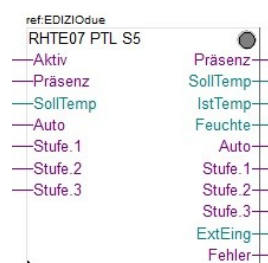 ref:EDIZIOdue
RHTE07 PTL S5
Aktiv Präsenz
Präsenz SollTemp
SollTemp IstTemp
Auto Feuchte
Stufe.1 Auto
Stufe.2 Stufe.1
Stufe.3 Stufe.2
Stufe.3
ExtEing
Fehler